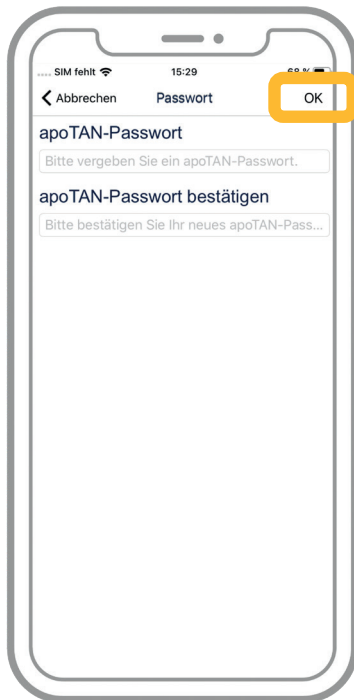 SIM fehlt 15:29 68 %
Abbrechen Passwort OK
apoTAN-Passwort
Bitte vergeben Sie ein apoTAN-Passwort.
apoTAN-Passwort bestätigen
Bitte bestätigen Sie Ihr neues apoTAN-Pass...